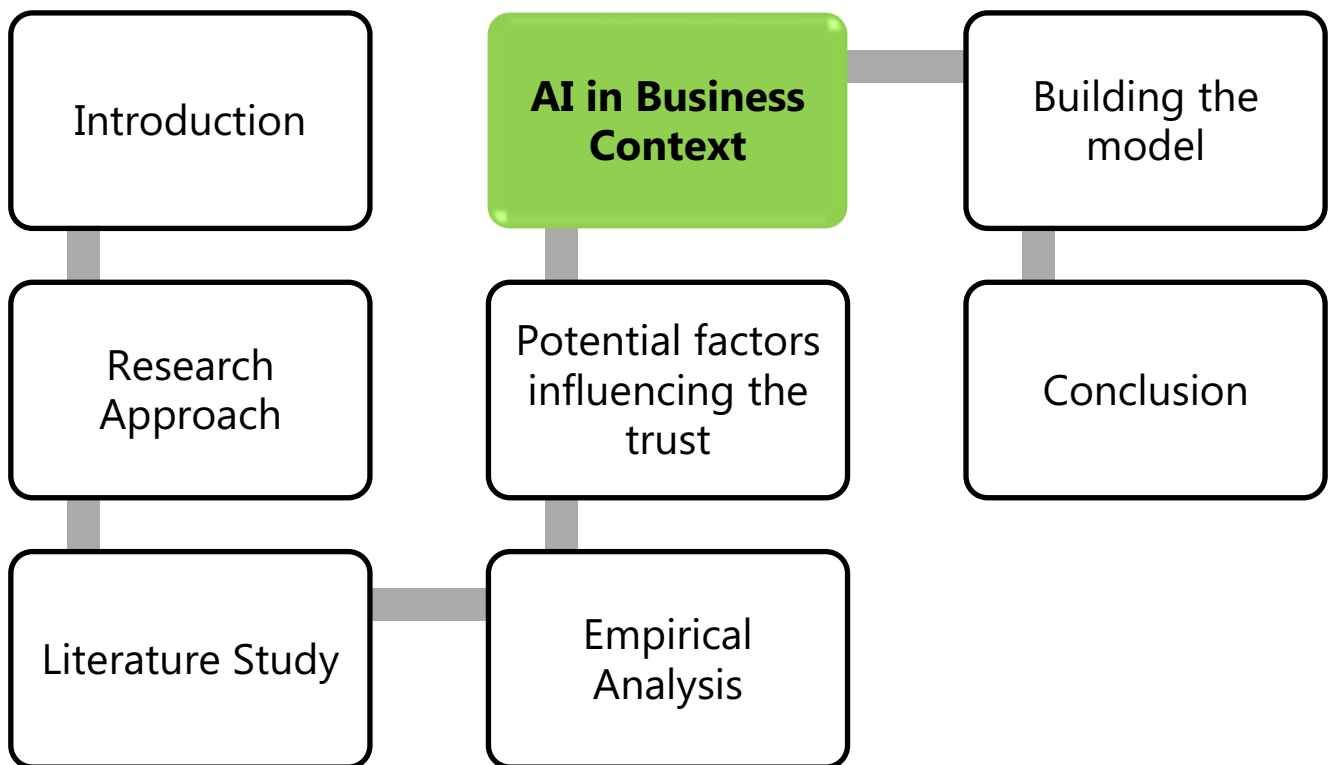 Introduction
Research
Approach
Literature Study
Empirical
Analysis
Potential factors
influencing the
trust
AI in Business
Context
Building the
model
Conclusion